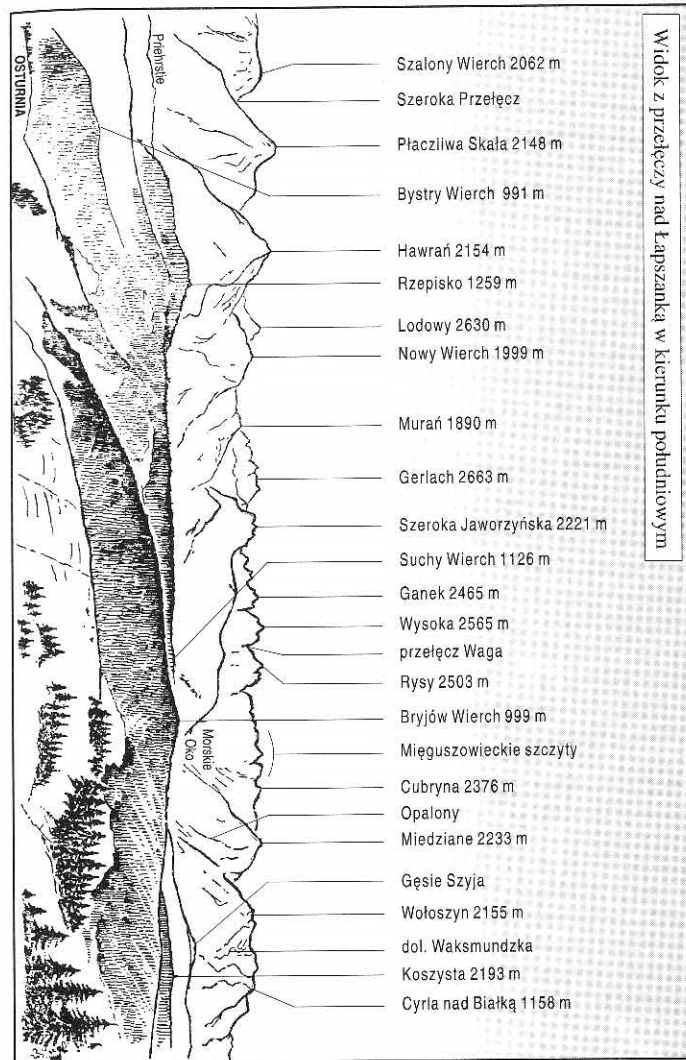 Widok z przełęczy nad Łapszanką w kierunku południowym
Szalony Wierch 2062 m
Szeroka Przełęcz
Płaczliwa Skała 2148 m
Bystry Wierch 991 m
Hawrań 2154 m
Rzepisko 1259 m
Lodowy 2630 m
Nowy Wierch 1999 m
Murań 1890 m
Gerlach 2663 m
Szeroka Jaworzyńska 2221 m
Suchy Wierch 1126 m
Ganek 2465 m
Wysoka 2565 m
przełęcz Waga
Rysy 2503 m
Bryjów Wierch 999 m
Mięguszowieckie szczyty
Cubryna 2376 m
Opalony
Miedziane 2233 m
Gęsie Szyja
Wołoszyn 2155 m
dol. Waksmundzka
Koszysta 2193 m
Cyrla nad Białką 1158 m
Priehrstie
OSTURNIA
Morskie
Oko